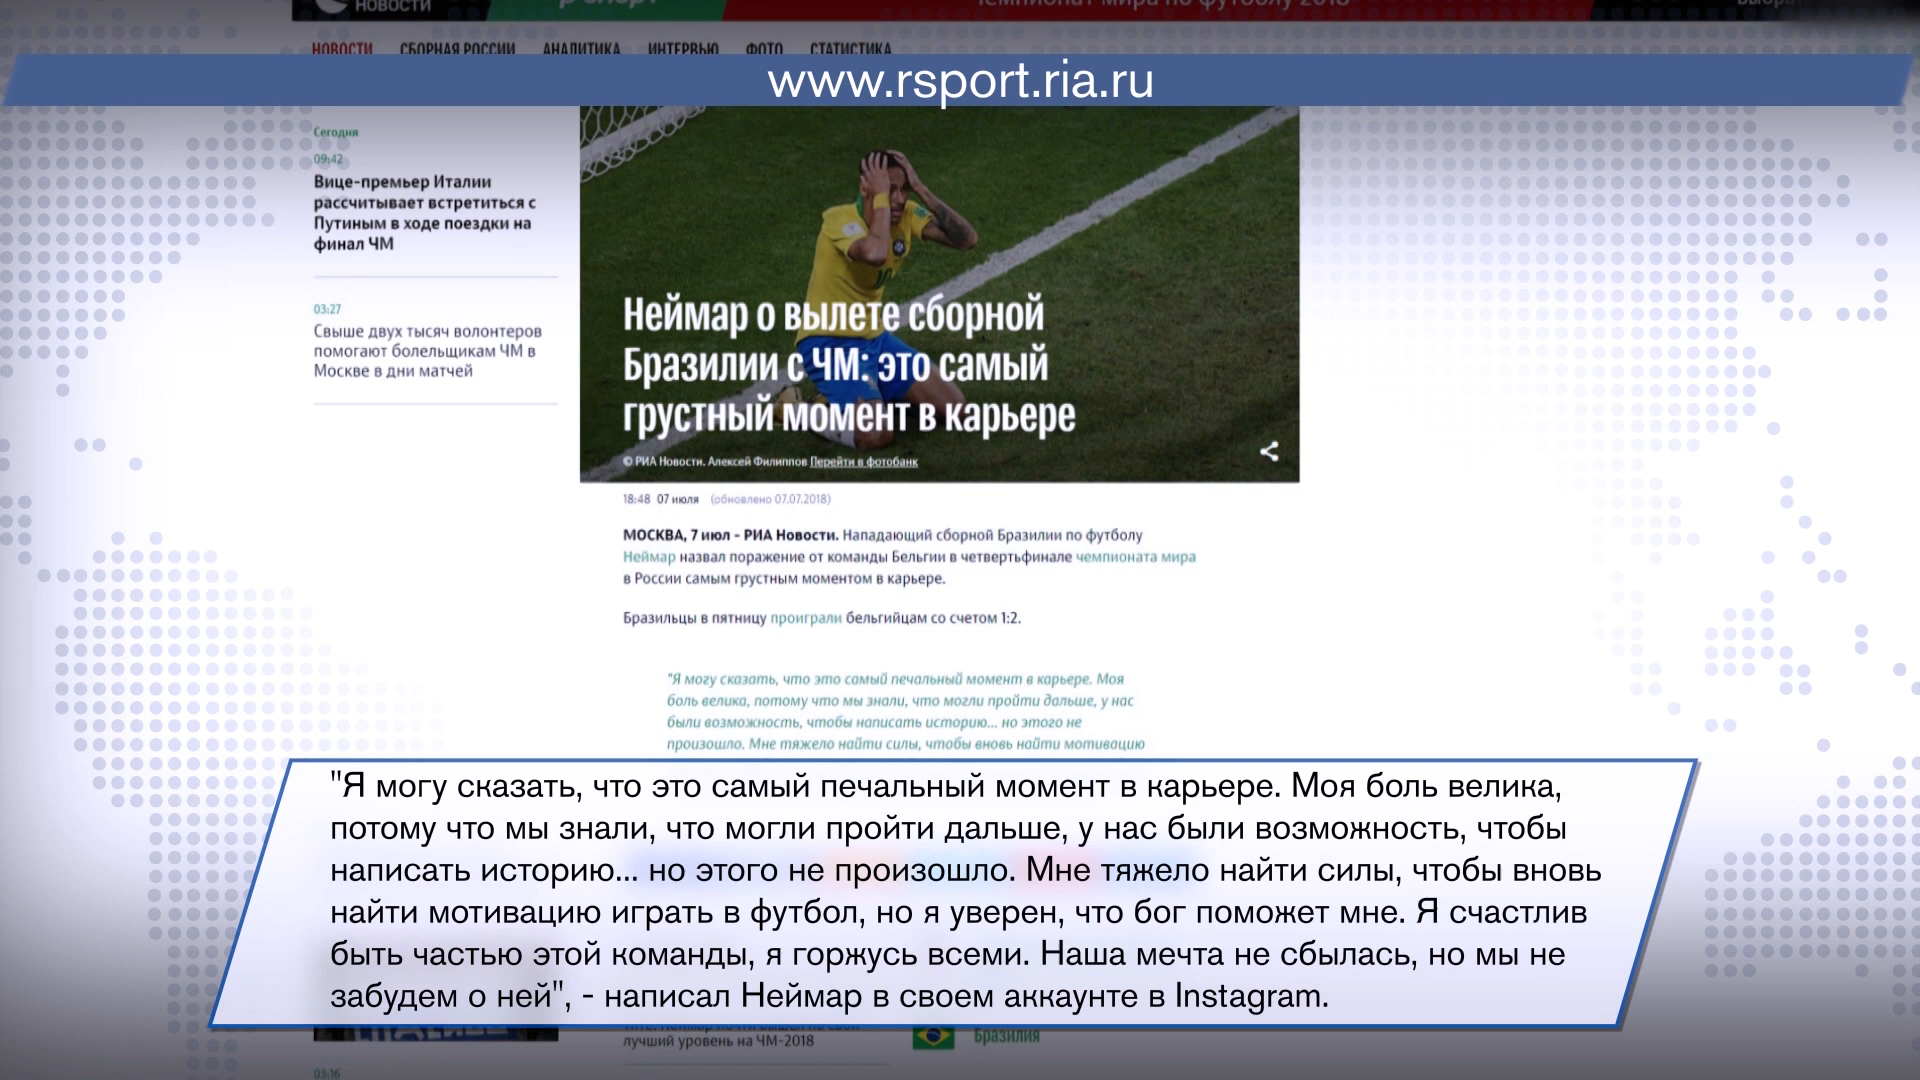 НОВОСТИ
НОВОСТИ СБОРНАЯ РОССИИ АНАЛИТИКА ИНТЕРВЬЮ ФОТО СТАТИСТИКА
www.rsport.ria.ru
Сегодня
09:42
Вице-премьер Италии
рассчитывает встретиться с
Путиным в ходе поездки на
финал ЧМ
03:27
Свыше двух тысяч волонтеров
помогают болельщикам ЧМ в
Москве в дни матчей
Неймар о вылете сборной
Бразилии с ЧМ: это самый
грустный момент в карьере
© РИА Новости. Алексей Филиппов Перейти в фотобанк
18:48 07 июля (обновлено 07.07.2018)
МОСКВА, 7 июл - РИА Новости. Нападающий сборной Бразилии по футболу
Неймар назвал поражение от команды Бельгии в четвертьфинале чемпионата мира
в России самым грустным моментом в карьере.
Бразильцы в пятницу проиграли бельгийцам со счетом 1:2.
"Я могу сказать, что это самый печальный момент в карьере. Моя
боль велика, потому что мы знали, что могли пройти дальше, у нас
были возможность, чтобы написать историю... но этого не
произошло. Мне тяжело найти силы, чтобы вновь найти мотивацию
"Я могу сказать, что это самый печальный момент в карьере. Моя боль велика,
потому что мы знали, что могли пройти дальше, у нас были возможность, чтобы
написать историю... но этого не произошло. Мне тяжело найти силы, чтобы вновь
найти мотивацию играть в футбол, но я уверен, что бог поможет мне. Я счастлив
быть частью этой команды, я горжусь всеми. Наша мечта не сбылась, но мы не
забудем о ней", - написал Неймар в своем аккаунте в Instagram.
лучший уровень на ЧМ-2018
Бразилия
03:16